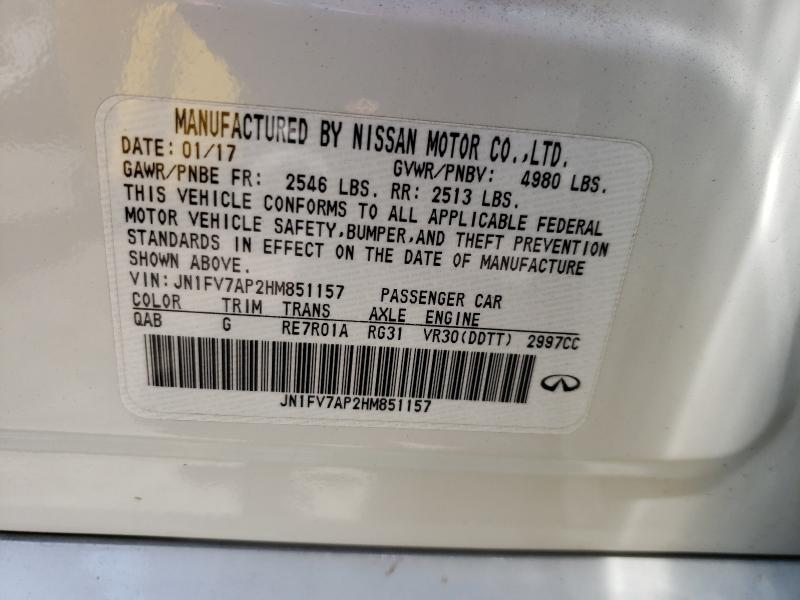 MANUFACTURED BY NISSAN MOTOR CO.,LTD.
DATE: 01/17 GVWR/PNBV: 4980 LBS.
GAWR/PNBE FR: 2546 LBS. RR: 2513 LBS.
THIS VEHICLE CONFORMS TO ALL APPLICABLE FEDERAL
MOTOR VEHICLE SAFETY,BUMPER,AND THEFT PREVENTION
STANDARDS IN EFFECT ON THE DATE OF MANUFACTURE
SHOWN ABOVE.
VIN:JN1FV7AP2HM851157 PASSENGER CAR
COLOR TRIM TRANS AXLE ENGINE
QAB G RE7R01A RG31 VR30(DDTT) 2997CC
JN1FV7AP2HM851157